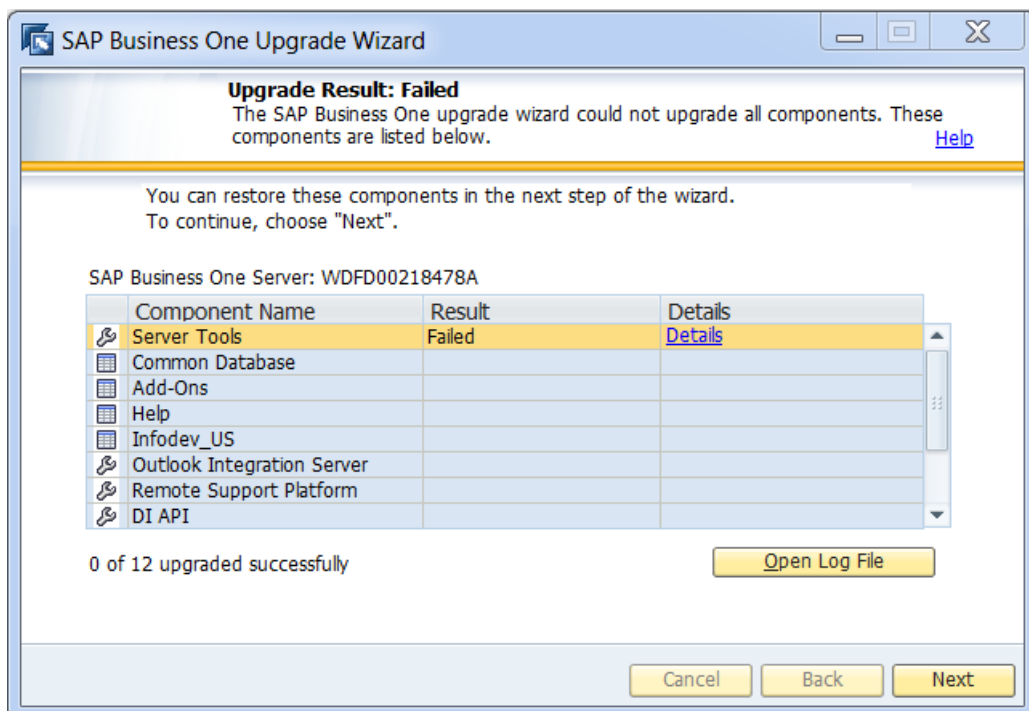 SAP Business One Upgrade Wizard
Upgrade Result: Failed
The SAP Business One upgrade wizard could not upgrade all components. These
components are listed below.
Help
You can restore these components in the next step of the wizard.
To continue, choose "Next".
SAP Business One Server: WDFD00218478A
Component Name Result Details
Server Tools Failed Details
Common Database
Add-Ons
Help
Infodev_US
Outlook Integration Server
Remote Support Platform
DI API
0 of 12 upgraded successfully
Open Log File
Cancel Back Next